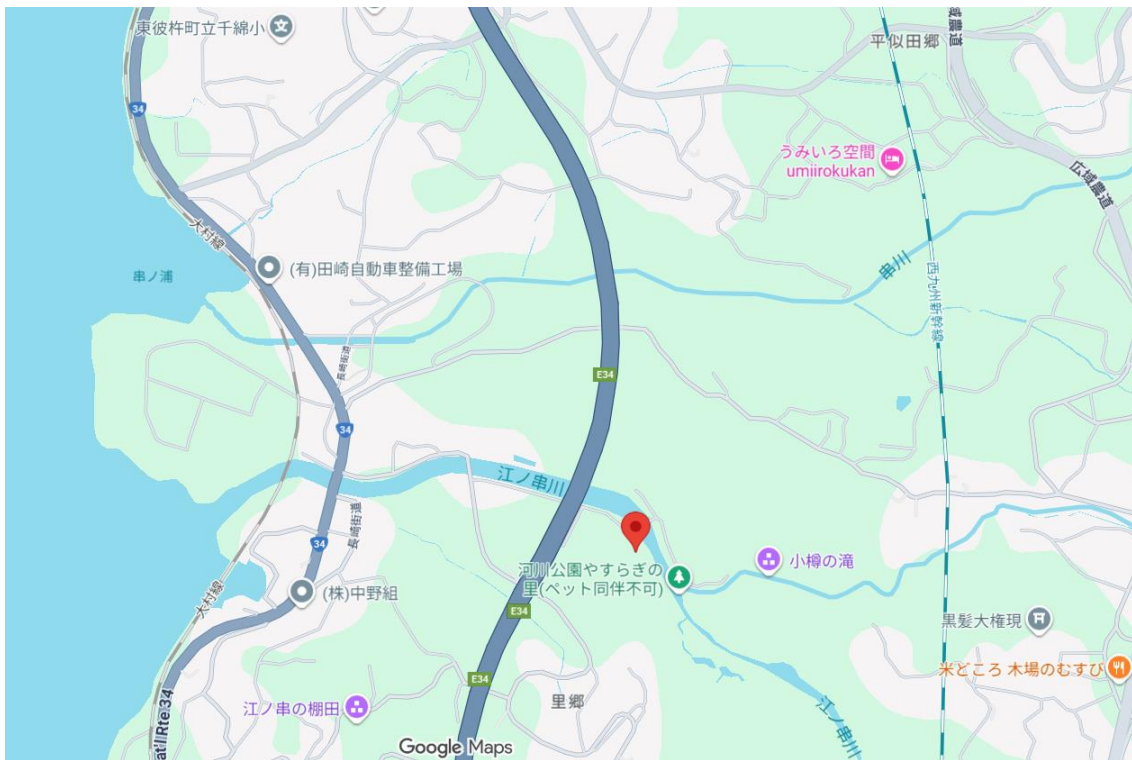 東彼杵町立千綿小
域農道
平似田郷
34
うみいろ空間
umiirokukan
広域農道
大村線
串ノ浦
(有)田崎自動車整備工場
串川
西九州新幹線
長崎街道
E34
34
江ノ串川
長崎街道
34
河川公園やすらぎの
里(ペット同伴不可)
小樽の滝
大村線
(株)中野組
E34
黒髪大権現
米どころ 木場のむすび
E34
里郷
江ノ串の棚田
at'l Rte 34
江ノ串川
Google Maps